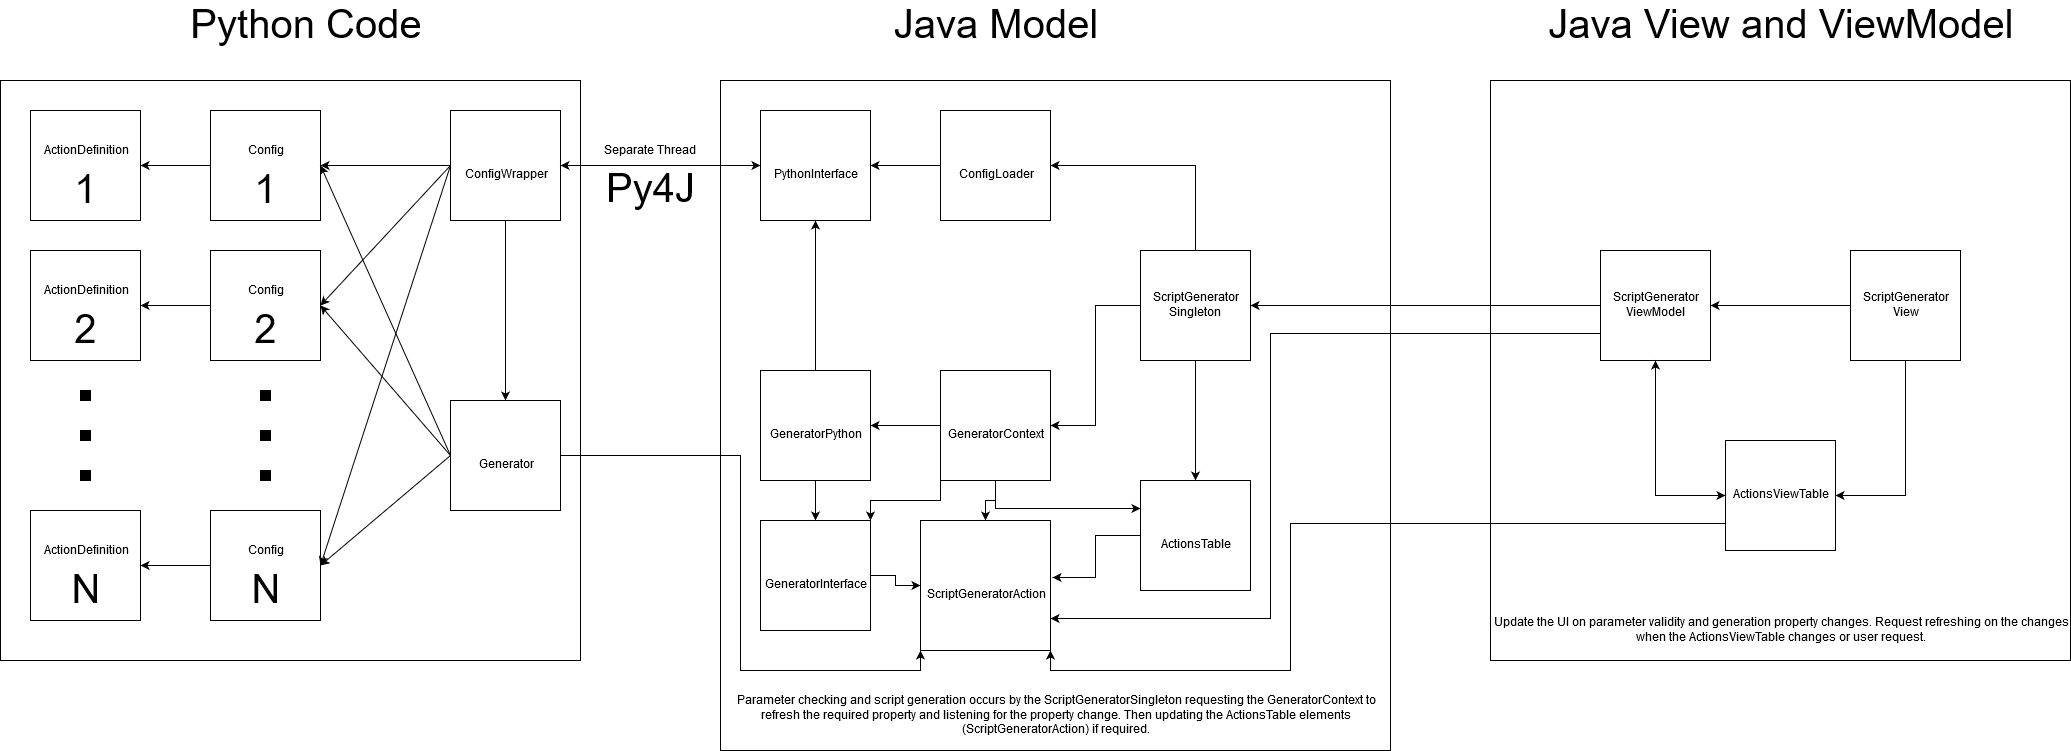 Python Code
Java Model
Java View and ViewModel
ActionDefinition
1
Config
1
ConfigWrapper
Separate Thread
Py4J
PythonInterface
ConfigLoader
ActionDefinition
2
Config
2
ScriptGenerator
Singleton
ScriptGenerator
ViewModel
ScriptGenerator
View
Generator
GeneratorPython
GeneratorContext
ActionsViewTable
ActionDefinition
N
Config
N
GeneratorInterface
ScriptGeneratorAction
ActionsTable
Update the UI on parameter validity and generation property changes. Request refreshing on the changes
when the ActionsViewTable changes or user request.
Parameter checking and script generation occurs by the ScriptGeneratorSingleton requesting the GeneratorContext to
refresh the required property and listening for the property change. Then updating the ActionsTable elements
(ScriptGeneratorAction) if required.